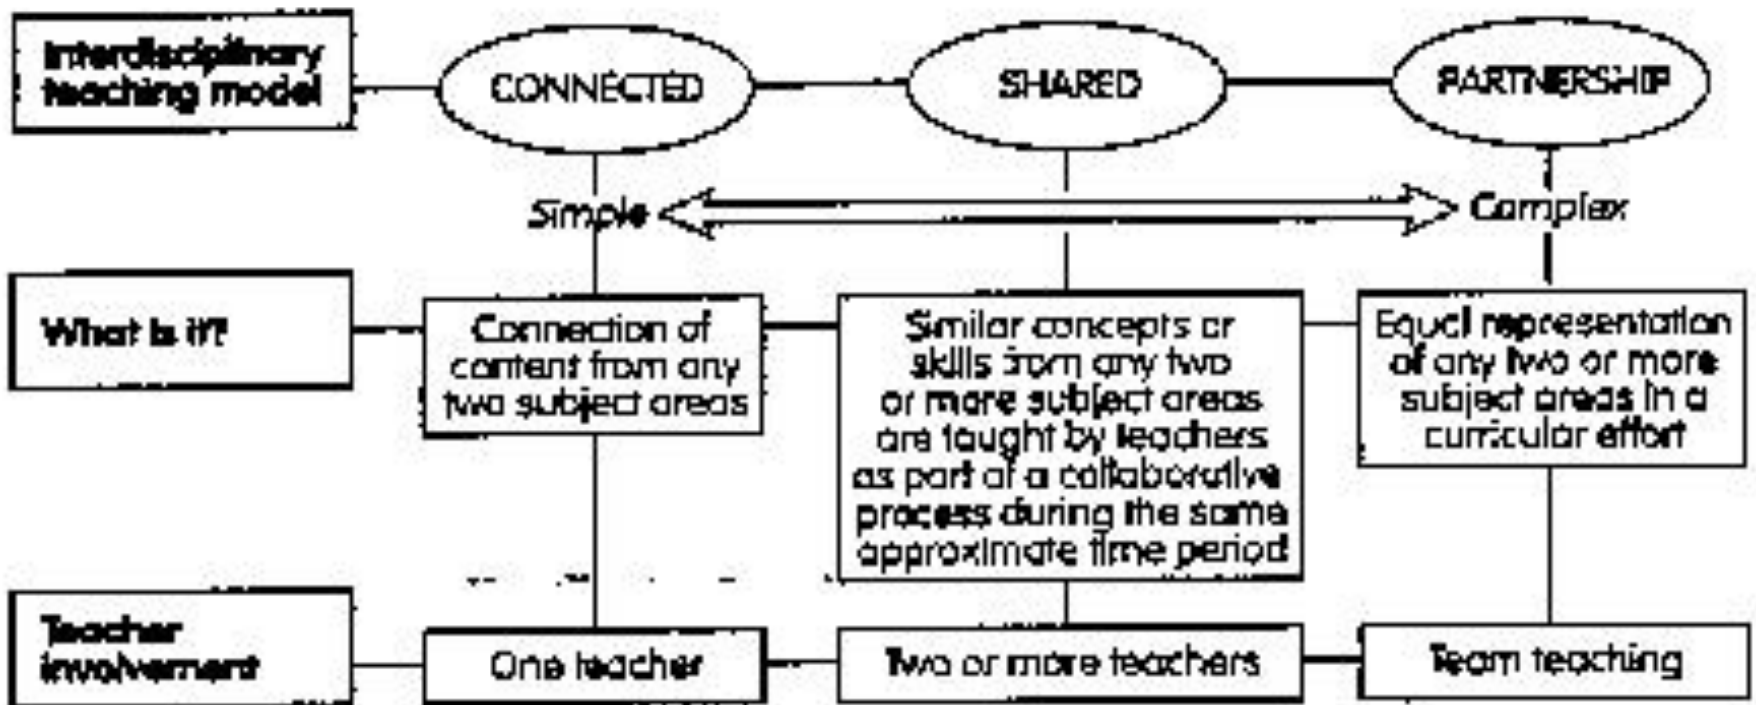 Interdisciplinary
teaching model
CONNECTED
SHARED
PARTNERSHIP
Simple
Complex
What is it?
Connection of
content from any
two subject areas
Similar concepts or
skills from any two
or more subject areas
are taught by teachers
as part of a collaborative
process during the same
approximate time period
Equal representation
of any two or more
subject areas in a
curricular effort
Teacher
involvement
One teacher
Two or more teachers
Team teaching